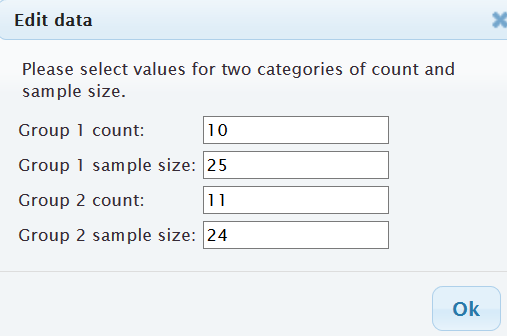 Edit data
Please select values for two categories of count and
sample size.
Group 1 count: 10
Group 1 sample size: 25
Group 2 count: 11
Group 2 sample size: 24
Ok